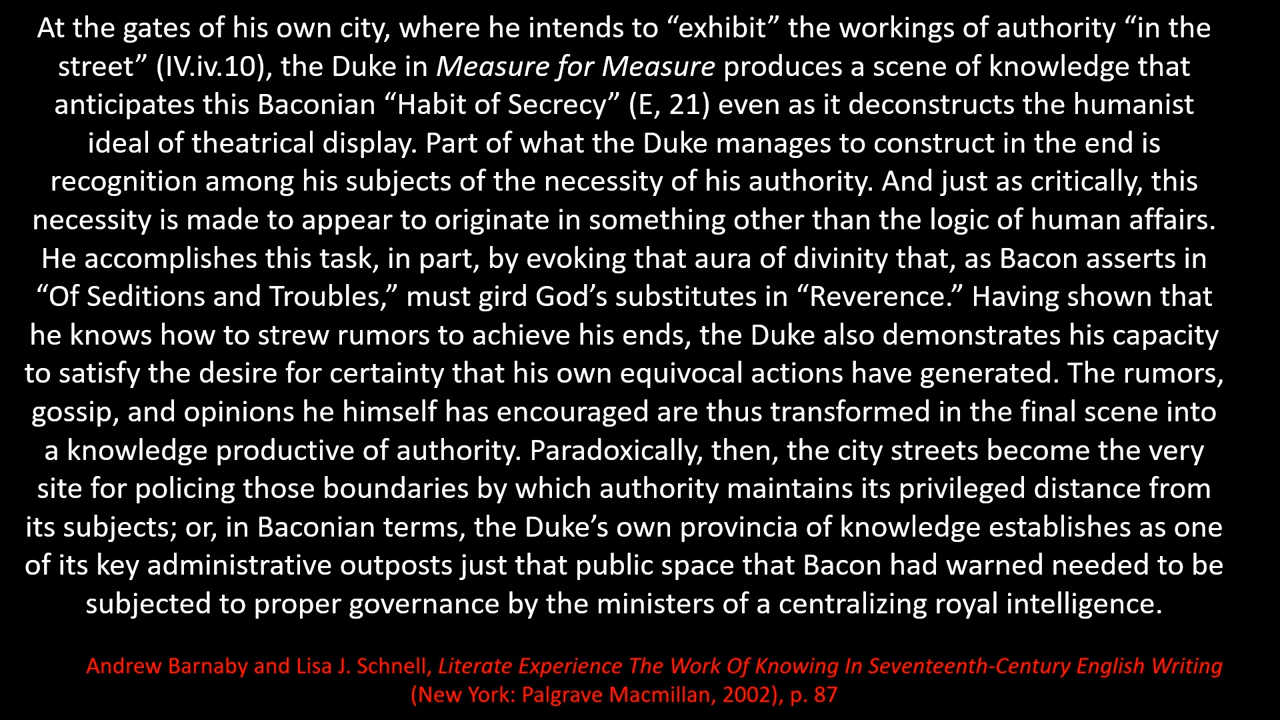 At the gates of his own city, where he intends to “exhibit” the workings of authority “in the
street” (IV.iv.10), the Duke in Measure for Measure produces a scene of knowledge that
anticipates this Baconian “Habit of Secrecy” (E, 21) even as it deconstructs the humanist
ideal of theatrical display. Part of what the Duke manages to construct in the end is
recognition among his subjects of the necessity of his authority. And just as critically, this
necessity is made to appear to originate in something other than the logic of human affairs.
He accomplishes this task, in part, by evoking that aura of divinity that, as Bacon asserts in
“Of Seditions and Troubles,” must gird God’s substitutes in “Reverence.” Having shown that
he knows how to strew rumors to achieve his ends, the Duke also demonstrates his capacity
to satisfy the desire for certainty that his own equivocal actions have generated. The rumors,
gossip, and opinions he himself has encouraged are thus transformed in the final scene into
a knowledge productive of authority. Paradoxically, then, the city streets become the very
site for policing those boundaries by which authority maintains its privileged distance from
its subjects; or, in Baconian terms, the Duke’s own provincia of knowledge establishes as one
of its key administrative outposts just that public space that Bacon had warned needed to be
subjected to proper governance by the ministers of a centralizing royal intelligence.
Andrew Barnaby and Lisa J. Schnell, Literate Experience The Work Of Knowing In Seventeenth-Century English Writing
(New York: Palgrave Macmillan, 2002), p. 87